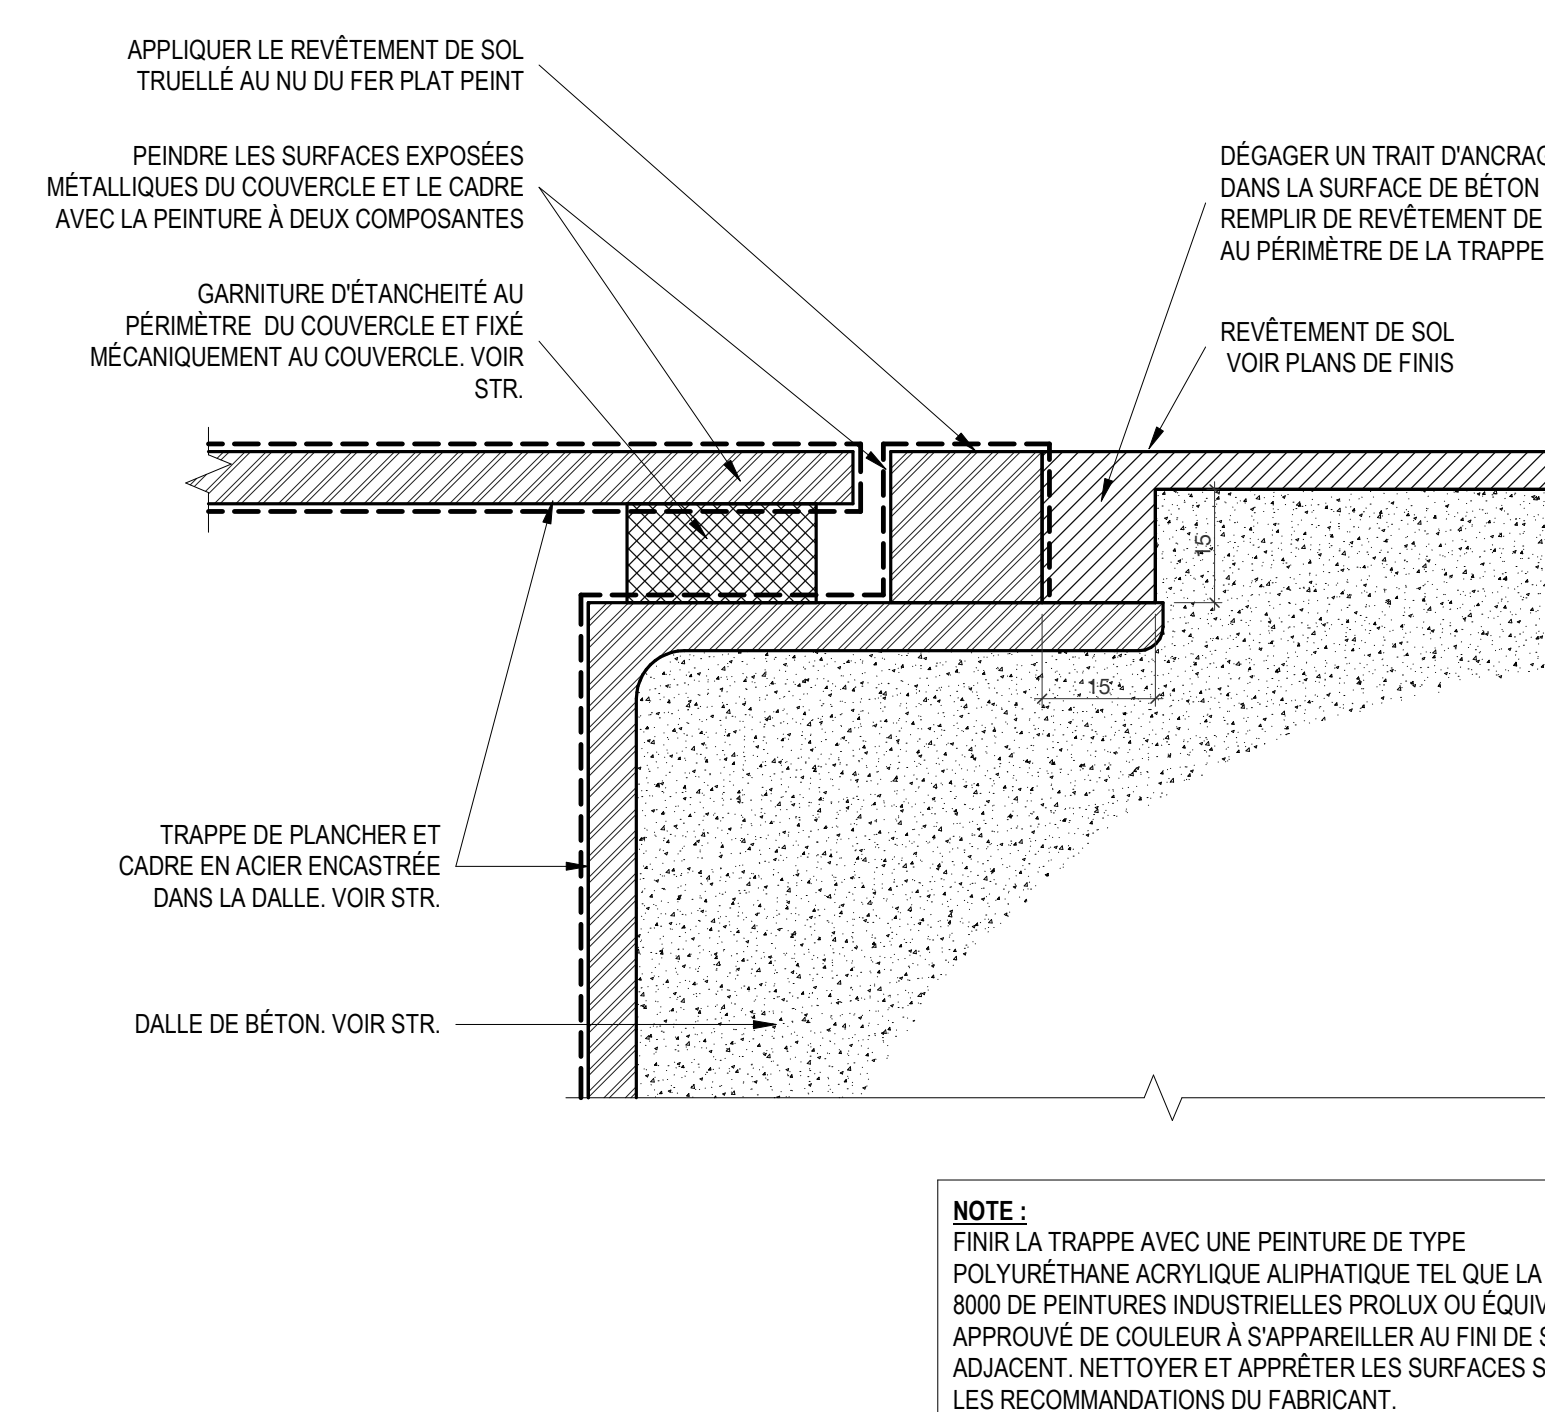 APPLIQUER LE REVÊTEMENT DE SOL
TRUELLÉ AU NU DU FER PLAT PEINT
PEINDRE LES SURFACES EXPOSÉES
MÉTALLIQUES DU COUVERCLE ET LE CADRE
AVEC LA PEINTURE À DEUX COMPOSANTES
GARNITURE D'ÉTANCHEITÉ AU
PÉRIMÈTRE DU COUVERCLE ET FIXÉ
MÉCANIQUEMENT AU COUVERCLE. VOIR
STR.
DÉGAGER UN TRAIT
DANS LA SURFACE DE BÉTON
REMPLIR DE REVÊTEMENT DE
AU PÉRIMÈTRE DE LA TRAPPE
REVÊTEMENT DE SOL
VOIR PLANS DE FINIS
15
15
TRAPPE DE PLANCHER ET
CADRE EN ACIER ENCASTRÉE
DANS LA DALLE. VOIR STR.
DALLE DE BÉTON. VOIR STR.
NOTE :
FINIR LA TRAPPE AVEC UNE PEINTURE DE TYPE
POLYURÉTHANE ACRYLIQUE ALIPHATIQUE TEL QUE LA
8000 DE PEINTURES INDUSTRIELLES PROLUX OU
APPROUVÉ DE COULEUR À S'APPAREILLER AU FINI DE
ADJACENT. NETTOYER ET APPRÊTER LES SURFACES
LES RECOMMANDATIONS DU FABRICANT.